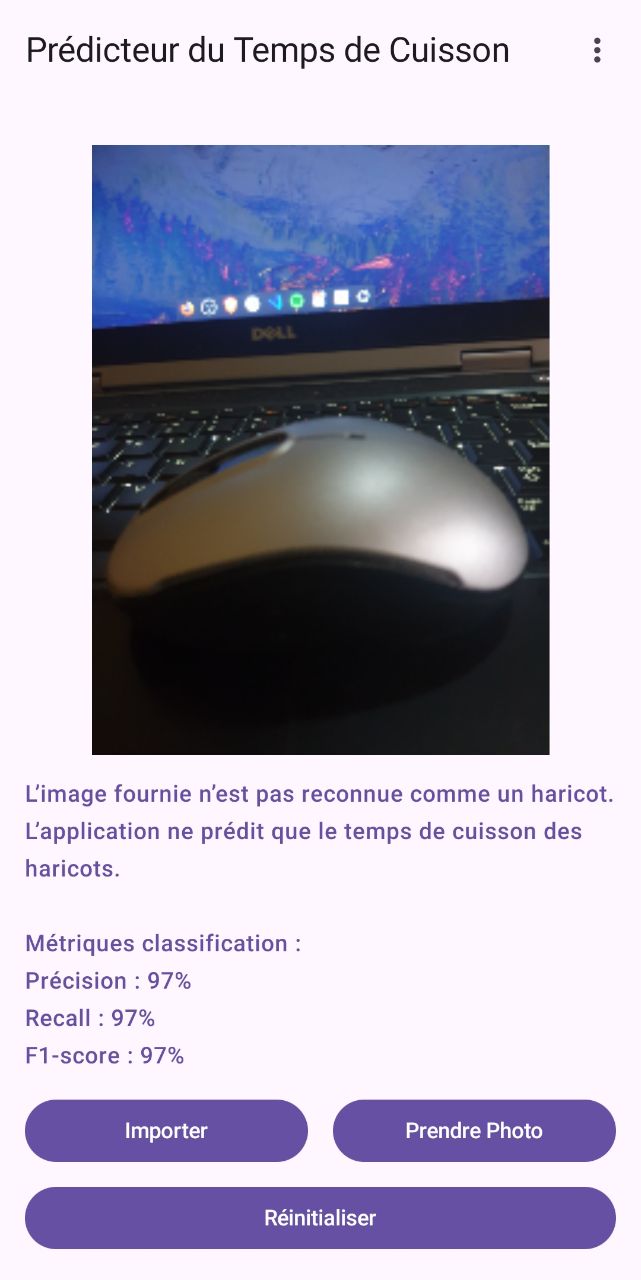 Prédicteur du Temps de Cuisson
DELL
L’image fournie n’est pas reconnue comme un haricot.
L’application ne prédit que le temps de cuisson des
haricots.
Métriques classification :
Précision : 97%
Recall : 97%
F1-score : 97%
Importer
Prendre Photo
Réinitialiser